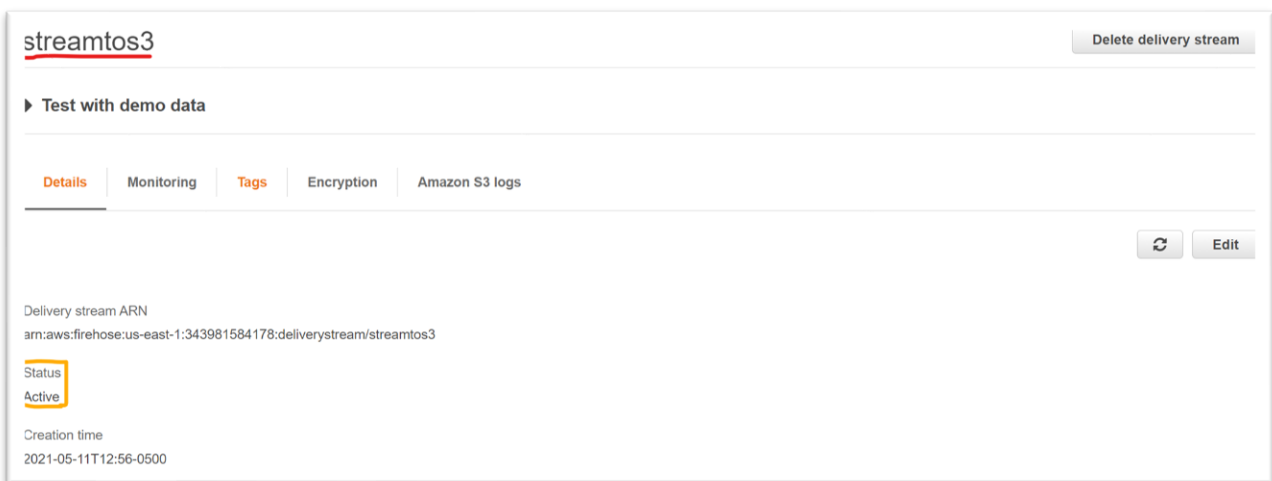 streamtos3
Delete delivery stream
Test with demo data
Details Monitoring Tags Encryption Amazon S3 logs
Edit
Delivery stream ARN
arn:aws:firehose:us-east-1:343981584178:deliverystream/streamtos3
Status
Active
Creation time
2021-05-11T12:56-0500